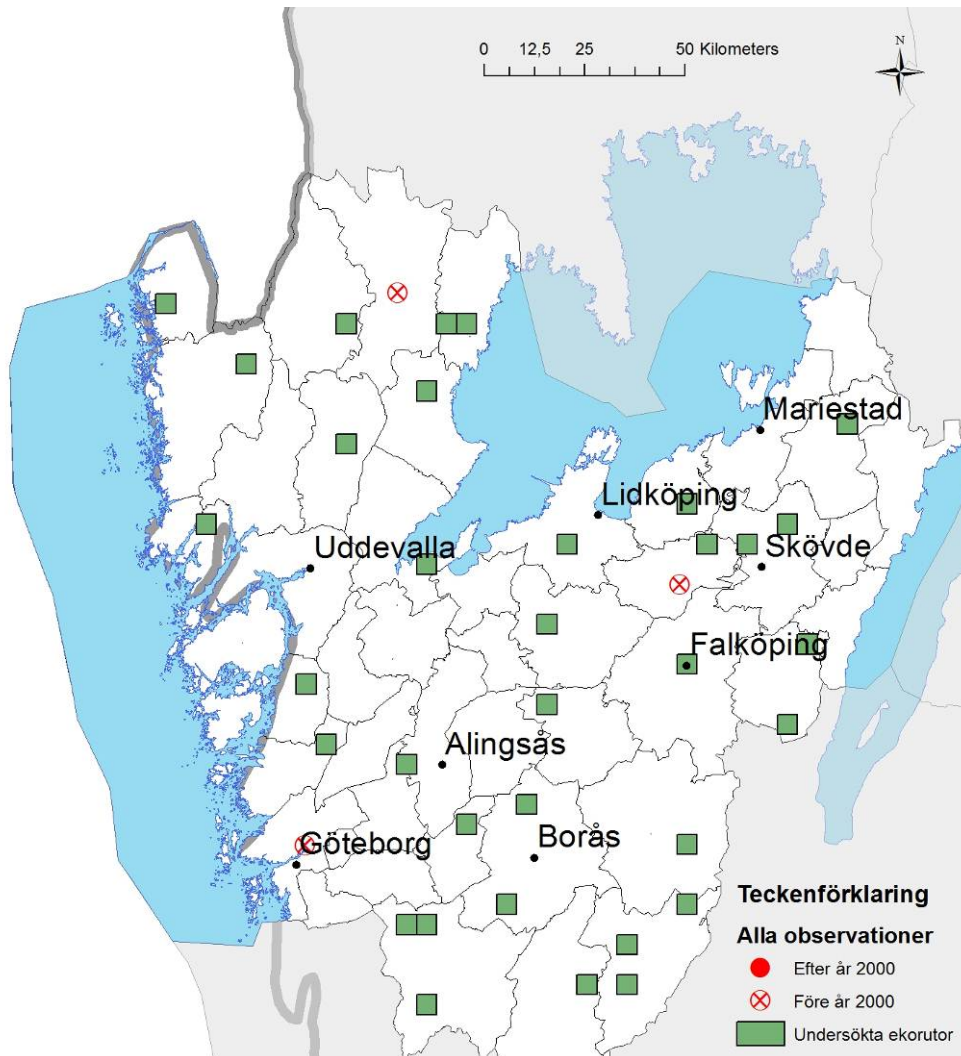 0 12,5 25 50 Kilometers
N
Mariestad
Lidköping
Uddevalla
Skövde
Falköping
Alingsås
Göteborg
Borås
Teckenförklaring
Alla observationer
Efter år 2000
Före år 2000
Undersökta ekorutor